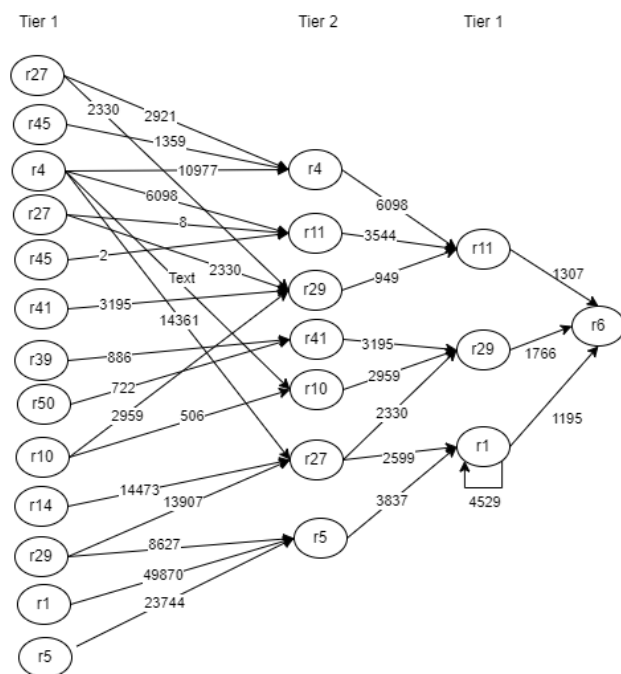 Tier 1 Tier 2 Tier 1
r27
2330
2921
r45
1359
r4
10977
r4
6098
6098
r27
8
r11
3544
r11
r45
2
2330
949
1307
Text
r29
r41
3195
14361
r6
r39
886
r41
3195
r29
1766
r50
722
r10
2959
2959
506
2330
1195
r10
r27
2599
r1
r14
14473
13907
3837
4529
r29
8627
r5
r1
49870
23744
r5